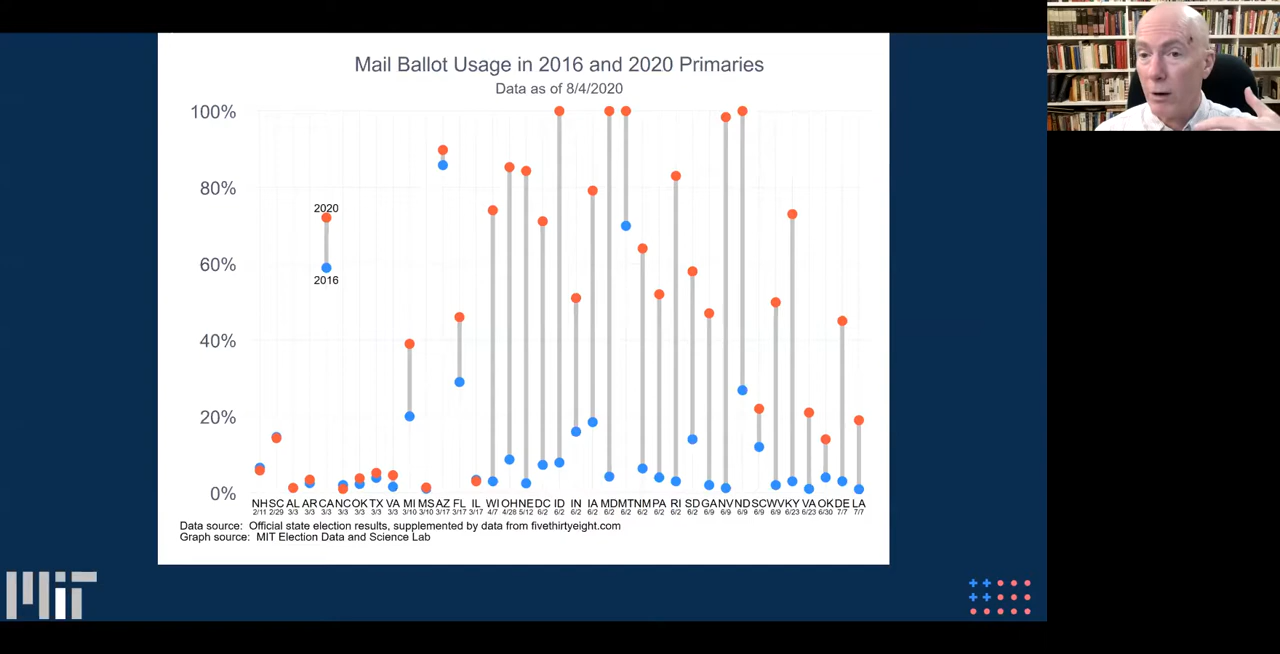 Mail Ballot Usage in 2016 and 2020 Primaries
Data as of 8/4/2020
100%
80%
60%
40%
20%
0%
2020
2016
NH SC AL AR CA NC OK TX VA MI MS AZ FL IL WI OH NE DC ID IN IA MD MT NM PA RI SD GA NV ND SC WV KY VA OK DE LA
2/11 2/29 3/3 3/3 3/3 3/3 3/3 3/3 3/3 3/10 3/10 3/17 3/17 3/17 4/7 4/28 5/12 6/2 6/2 6/2 6/2 6/2 6/2 6/2 6/2 6/2 6/2 6/9 6/9 6/9 6/9 6/9 6/23 6/23 6/30 7/7 7/7
Data source: Official state election results, supplemented by data from fivethirtyeight.com
Graph source: MIT Election Data and Science Lab
MIT